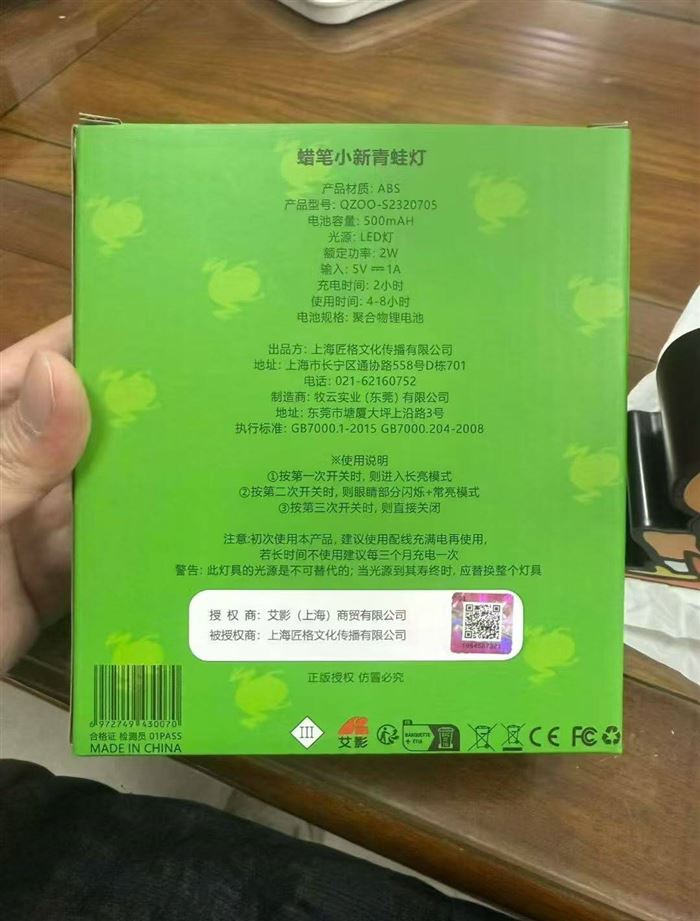 蜡笔小新青蛙灯
产品材质: ABS
产品型号: QZOO-S2320705
电池容量: 500mAH
光源: LED灯
额定功率: 2W
输入: 5V⎓1A
充电时间: 2小时
使用时间: 4-8小时
电池规格: 聚合物锂电池
出品方: 上海匠格文化传播有限公司
地址: 上海市长宁区通协路558号D栋701
电话: 021-62160752
制造商: 牧云实业 (东莞) 有限公司
地址: 东莞市塘厦大坪上沿路3号
执行标准: GB7000.1-2015 GB7000.204-2008
※使用说明
①按第一次开关时, 则进入长亮模式
②按第二次开关时, 则眼睛部分闪烁+常亮模式
③按第三次开关时, 则直接关闭
注意:初次使用本产品, 建议使用配线充满电再使用,
若长时间不使用建议每三个月充电一次
警告: 此灯具的光源是不可替代的; 当光源到其寿终时, 应替换整个灯具
授 权 商: 艾影 (上海) 商贸有限公司
被授权商: 上海匠格文化传播有限公司
正版授权 仿冒必究
6 972749 430070
合格证 检测员 01PASS
MADE IN CHINA
III
艾影
FR
BARQUETTE
+ ÉTUI
CE
FC